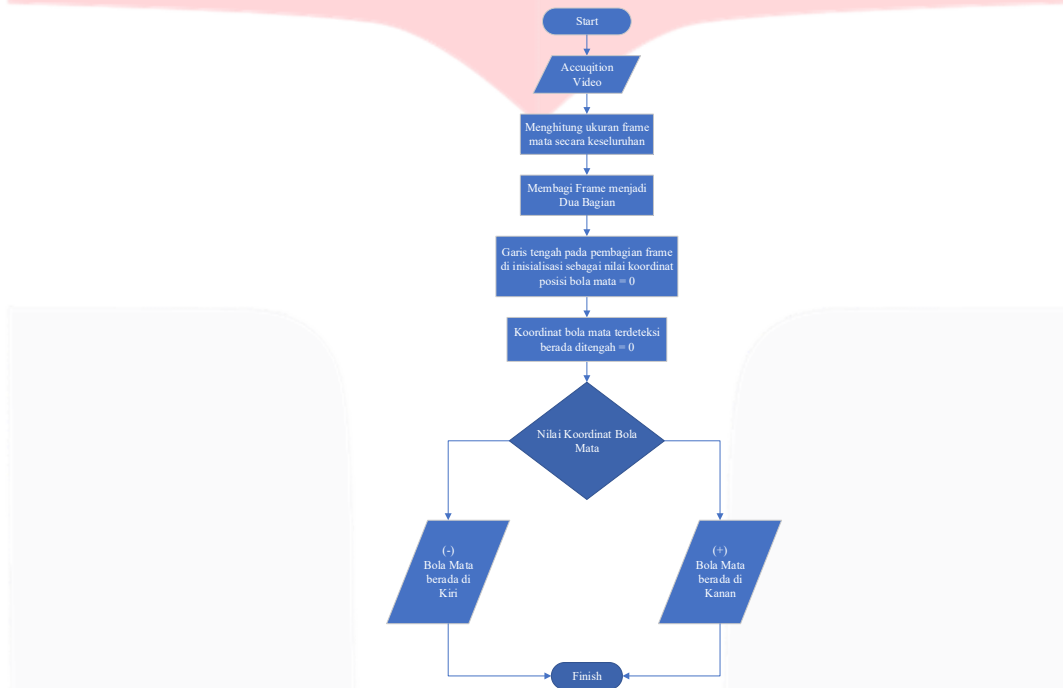 Start
Accuqition
Video
Menghitung ukuran frame
mata secara keseluruhan
Membagi Frame menjadi
Dua Bagian
Garis tengah pada pembagian frame
di inisialisasi sebagai nilai koordinat
posisi bola mata = 0
Koordinat bola mata terdeteksi
berada ditengah = 0
Nilai Koordinat Bola
Mata
(-)
Bola Mata
berada di
Kiri
(+)
Bola Mata
berada di
Kanan
Finish